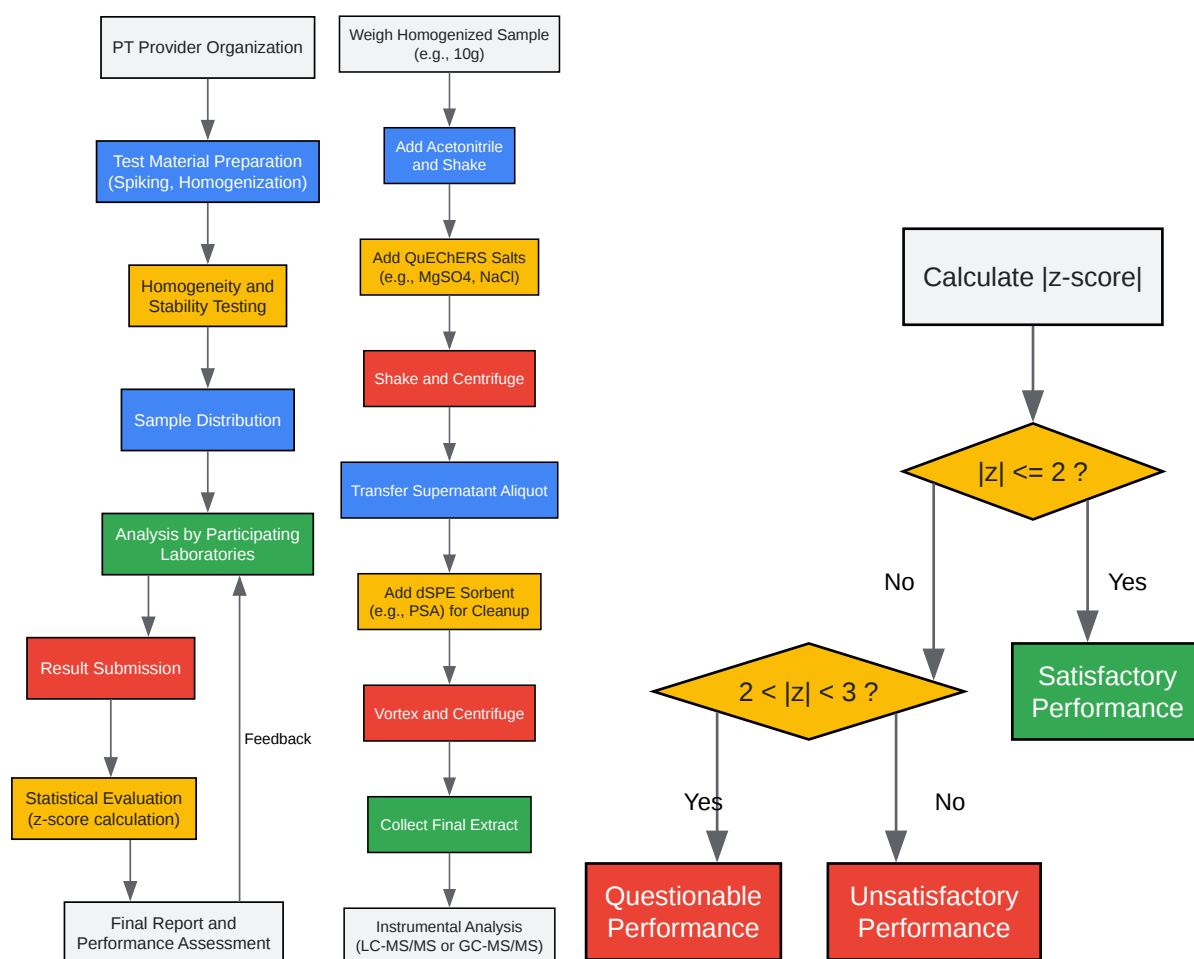 PT Provider Organization
Test Material Preparation
(Spiking, Homogenization)
Homogeneity and
Stability Testing
Sample Distribution
Analysis by Participating
Laboratories
Result Submission
Feedback
Statistical Evaluation
(z-score calculation)
Final Report and
Performance Assessment
Weigh Homogenized Sample
(e.g., 10g)
Add Acetonitrile
and Shake
Add QuEChERS Salts
(e.g., MgSO4, NaCl)
Shake and Centrifuge
Transfer Supernatant Aliquot
Add dSPE Sorbent
(e.g., PSA) for Cleanup
Vortex and Centrifuge
Collect Final Extract
Instrumental Analysis
(LC-MS/MS or GC-MS/MS)
Calculate |z-score|
|z| <= 2 ?
No
Yes
2 < |z| < 3 ?
Satisfactory
Performance
Yes
No
Questionable
Performance
Unsatisfactory
Performance